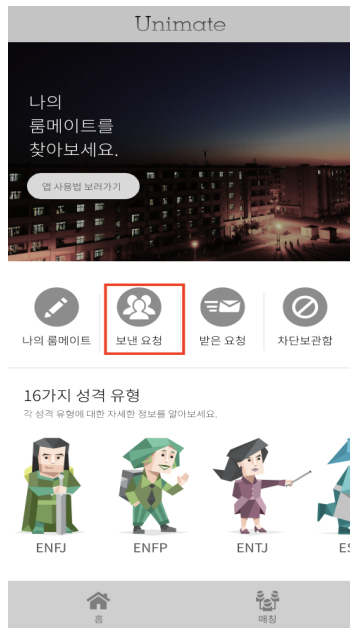 Unimate
나의
룸메이트를
찾아보세요.
앱 사용법 보러가기
나의 룸메이트
보낸 요청
받은 요청
차단보관함
16가지 성격 유형
각 성격 유형에 대한 자세한 정보를 알아보세요.
ENFJ
ENFP
ENTJ
ES
홈
매칭